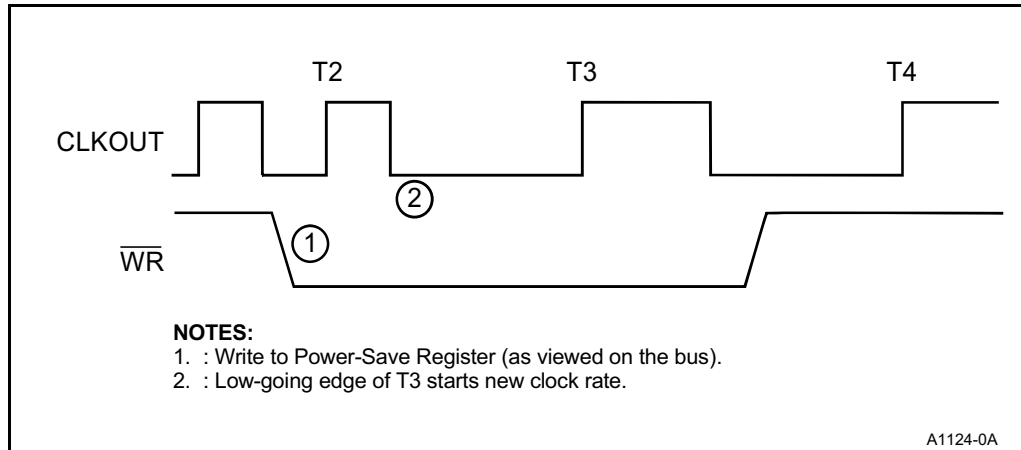 T2 T3 T4
CLKOUT
2
1
WR
NOTES:
1. : Write to Power-Save Register (as viewed on the bus).
2. : Low-going edge of T3 starts new clock rate.
A1124-0A